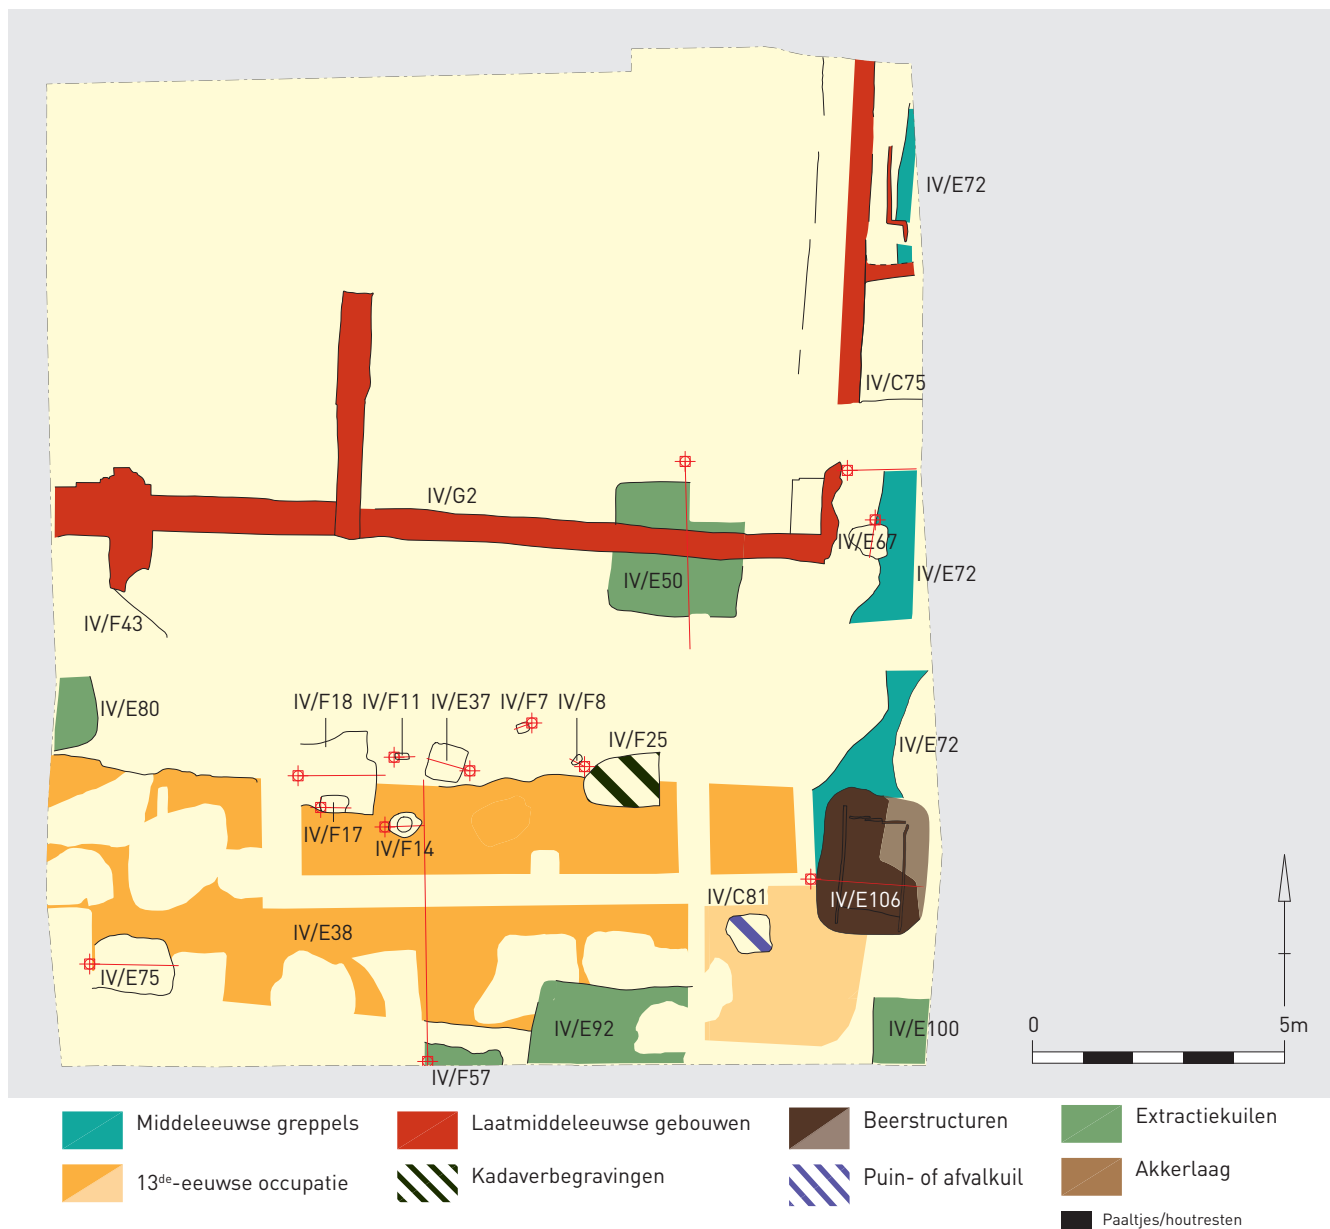 IV/E72
IV/C75
IV/G2
IV/E67
IV/E50
IV/E72
IV/F43
IV/F18 IV/F11 IV/E37 IV/F7 IV/F8
IV/E80
IV/F25
IV/E72
IV/F17
IV/F14
IV/C81
IV/E106
IV/E38
IV/E75
IV/E92
IV/E100
0 5m
IV/F57
Middeleeuwse greppels
Laatmiddeleeuwse gebouwen
Beerstructuren
Extractiekuilen
13de-eeuwse occupatie
Kadaverbegravingen
Puin- of afvalkuil
Akkerlaag
Paaltjes/houtresten